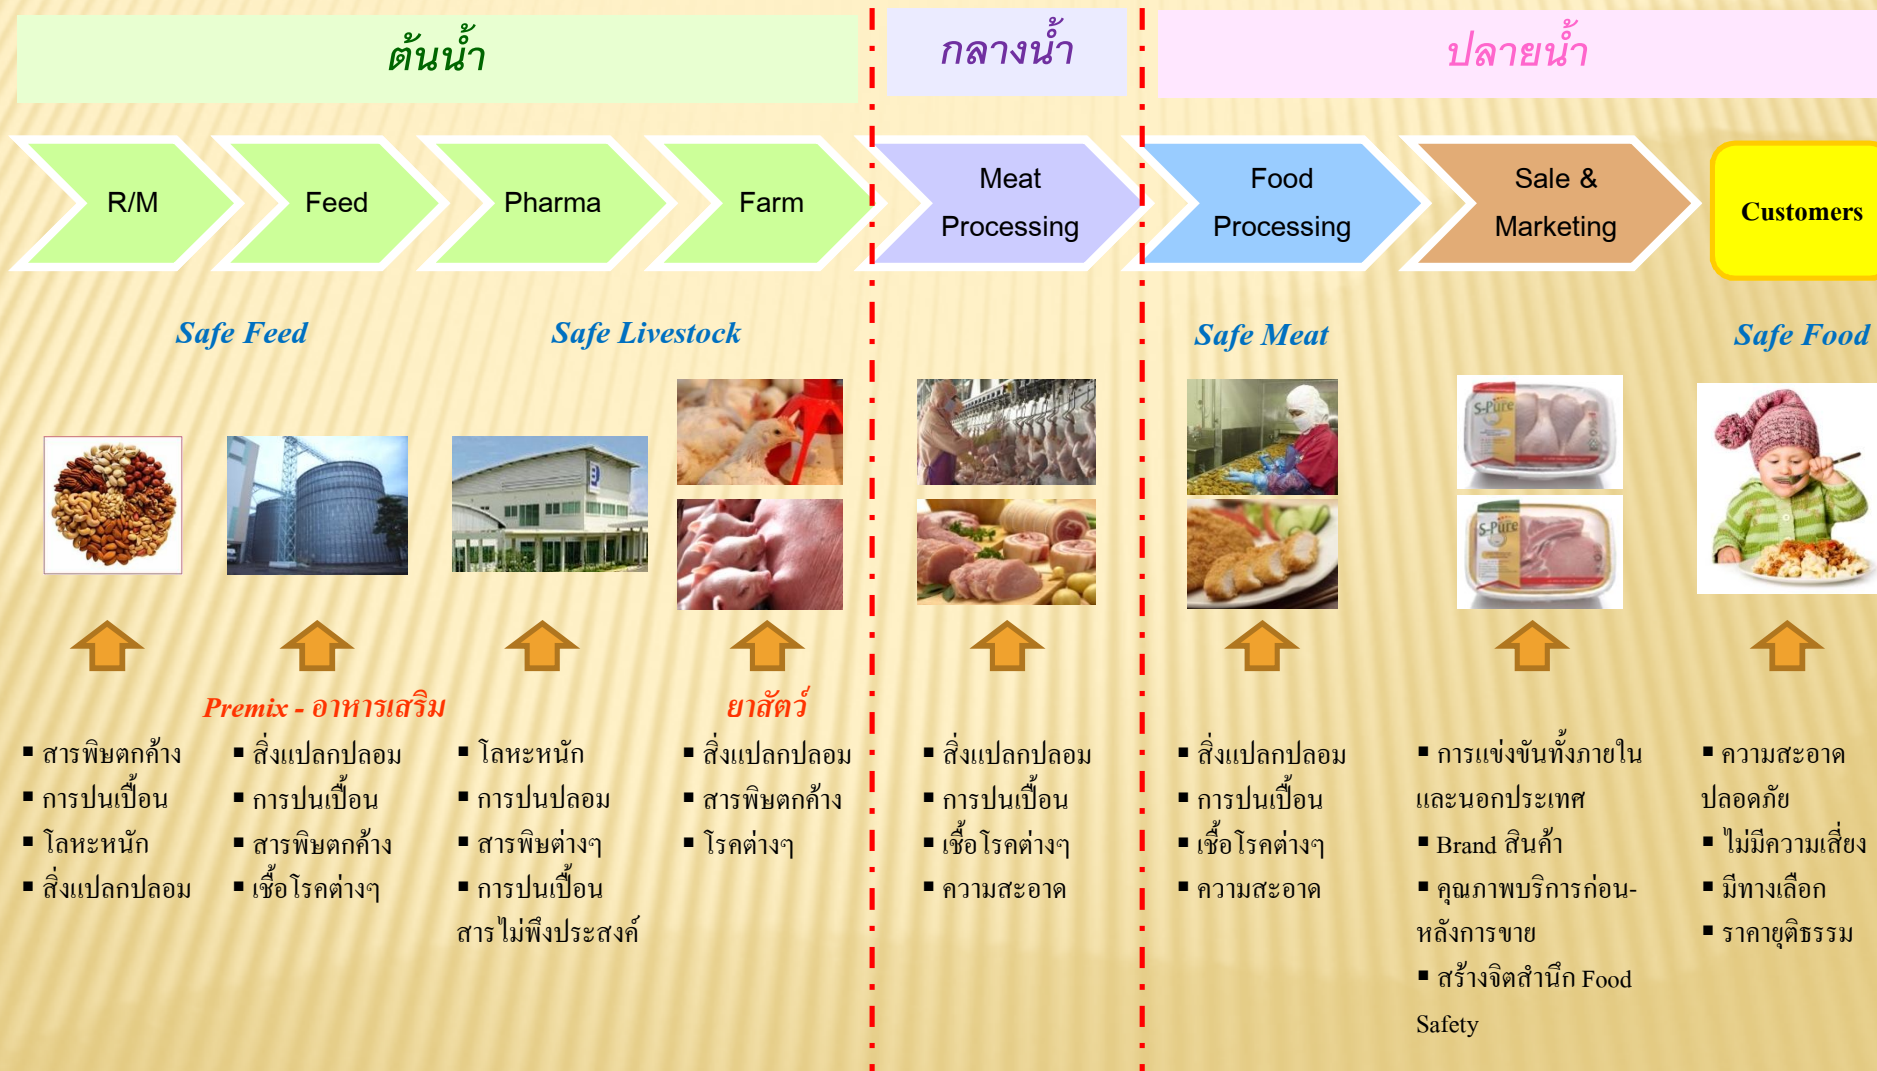 ต้นน้ำ
กลางน้ำ
ปลายน้ำ
R/M
Feed
Pharma
Farm
Meat
Processing
Food
Processing
Sale &
Marketing
Customers
Safe Feed
Safe Livestock
Safe Meat
Safe Food
S-Pure
S-Pure
Premix - อาหารเสริม
ยาสัตว์
▪ สารพิษตกค้าง
▪ การปนเปื้อน
▪ โลหะหนัก
▪ สิ่งแปลกปลอม
▪ สิ่งแปลกปลอม
▪ การปนเปื้อน
▪ สารพิษตกค้าง
▪ เชื้อโรคต่างๆ
▪ โลหะหนัก
▪ การปนปลอม
▪ สารพิษต่างๆ
▪ การปนเปื้อน
สารไม่พึงประสงค์
▪ สิ่งแปลกปลอม
▪ สารพิษตกค้าง
▪ โรคต่างๆ
▪ สิ่งแปลกปลอม
▪ การปนเปื้อน
▪ เชื้อโรคต่างๆ
▪ ความสะอาด
▪ สิ่งแปลกปลอม
▪ การปนเปื้อน
▪ เชื้อโรคต่างๆ
▪ ความสะอาด
▪ การแข่งขันทั้งภายใน
และนอกประเทศ
▪ Brand สินค้า
▪ คุณภาพบริการก่อน-
หลังการขาย
▪ สร้างจิตสำนึก Food
Safety
▪ ความสะอาด
ปลอดภัย
▪ ไม่มีความเสี่ยง
▪ มีทางเลือก
▪ ราคายุติธรรม